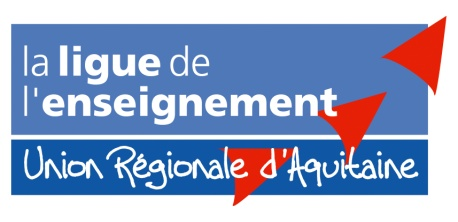 la ligue de
l'enseignement
Union Régionale d'Aquitaine